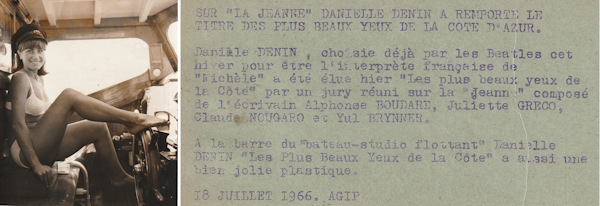 SUR "LA JEANNE" DANIELLE DENIN A REMPORTE LE
TITRE DES PLUS BEAUX YEUX DE LA COTE D'AZUR.
Danièle DENIN , choisie déjà par les Beatles cet
hiver pour être l'interprète française de
"Michèle" a été élue hier "Les plus beaux yeux de
la Côte" par un jury réuni sur la "Jeanne" composé
de l'écrivain Alphonse BOUDARE, Juliette GRECO,
Claude NOUGARO et Yul BRYNNER.
A la barre du "bateau-studio flottant" Danielle
DENIN "Les Plus Beaux Yeux de la Côte" a aussi une
bien jolie plastique.
18 JUILLET 1966. AGIP